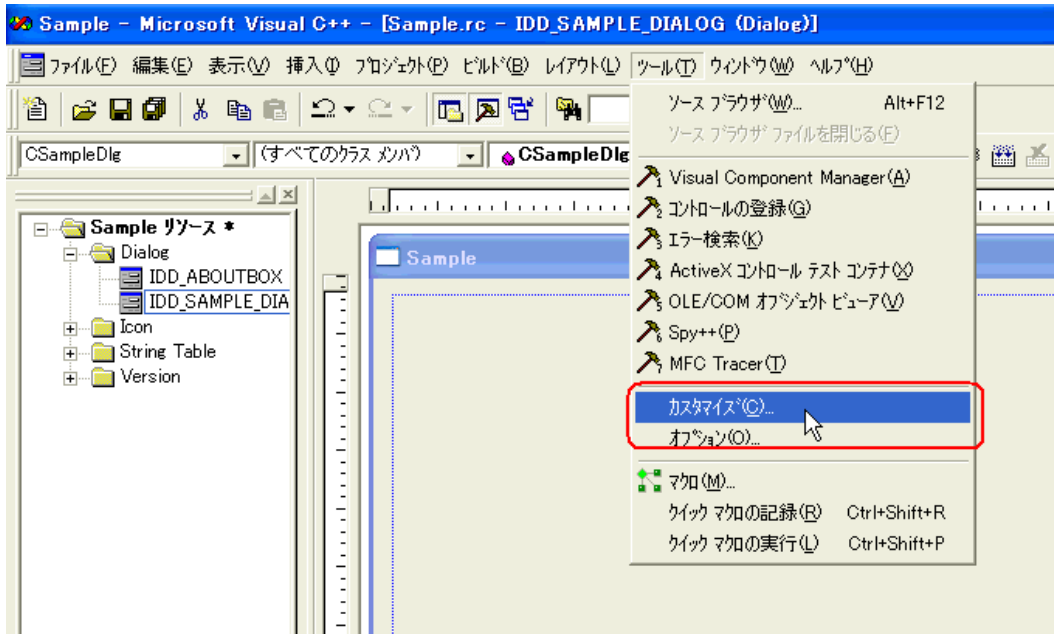 Sample - Microsoft Visual C++ - [Sample.rc - IDD_SAMPLE_DIALOG (Dialog)]
ﾌｧｲﾙ(F) 編集(E) 表示(V) 挿入(I) ﾌﾟﾛｼﾞｪｸﾄ(P) ﾋﾞﾙﾄﾞ(B) ﾚｲｱｳﾄ(L) ﾂｰﾙ(T) ｳｨﾝﾄﾞｳ(W) ﾍﾙﾌﾟ(H)
CSampleDlg (すべてのｸﾗｽ ﾒﾝﾊﾞ) CSampleDlg
ｿｰｽ ﾌﾞﾗｳｻﾞ(W)... Alt+F12
ｿｰｽ ﾌﾞﾗｳｻﾞ ﾌｧｲﾙを閉じる(F)
Visual Component Manager(A)
ｺﾝﾄﾛｰﾙの登録(G)
ｴﾗｰ検索(K)
ActiveX ｺﾝﾄﾛｰﾙ ﾃｽﾄ ｺﾝﾃﾅ(X)
OLE/COM ｵﾌﾞｼﾞｪｸﾄ ﾋﾞｭｰｱ(V)
Spy++(P)
MFC Tracer(T)
ｶｽﾀﾏｲｽﾞ(C)...
ｵﾌﾟｼｮﾝ(O)...
ﾏｸﾛ(M)...
ｸｲｯｸ ﾏｸﾛの記録(R) Ctrl+Shift+R
ｸｲｯｸ ﾏｸﾛの実行(L) Ctrl+Shift+P
Sample ﾘｿｰｽ *
Dialog
IDD_ABOUTBOX
IDD_SAMPLE_DIA
Icon
String Table
Version
Sample